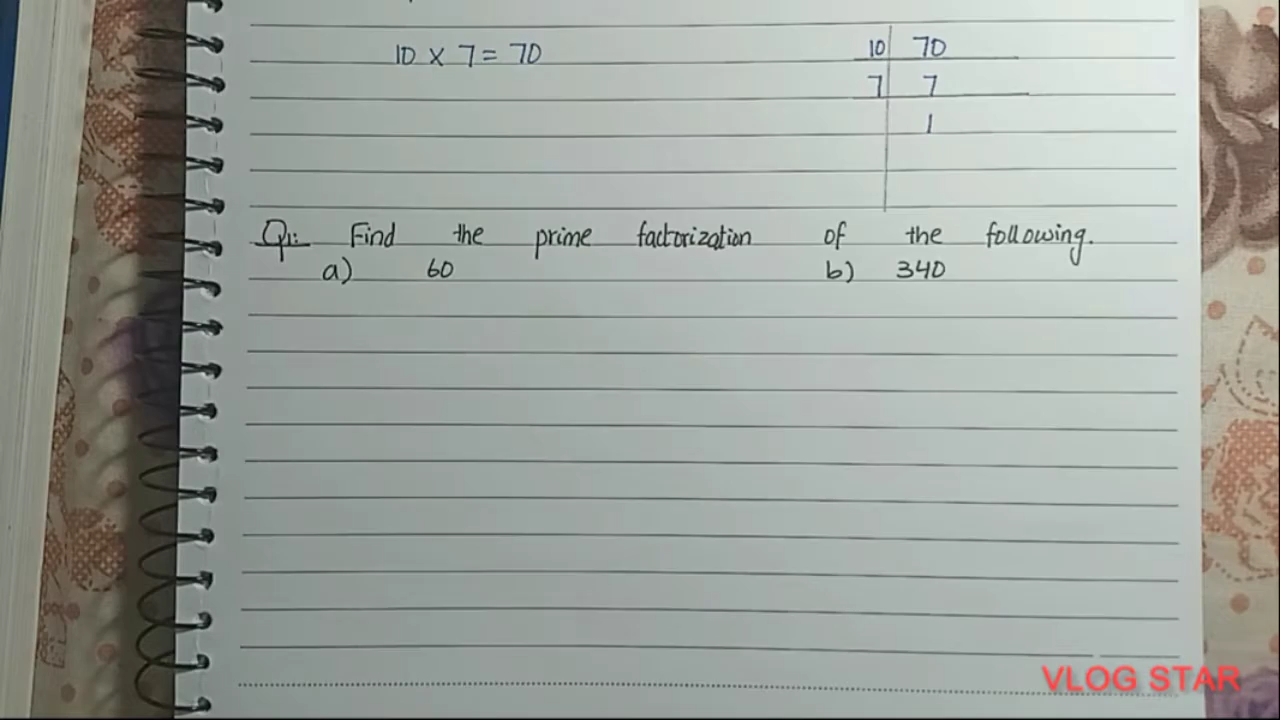 10 × 7 = 70
10 70
7 7
1
Q1: Find the prime factorization of the following.
a) 60 b) 340
VLOG STAR